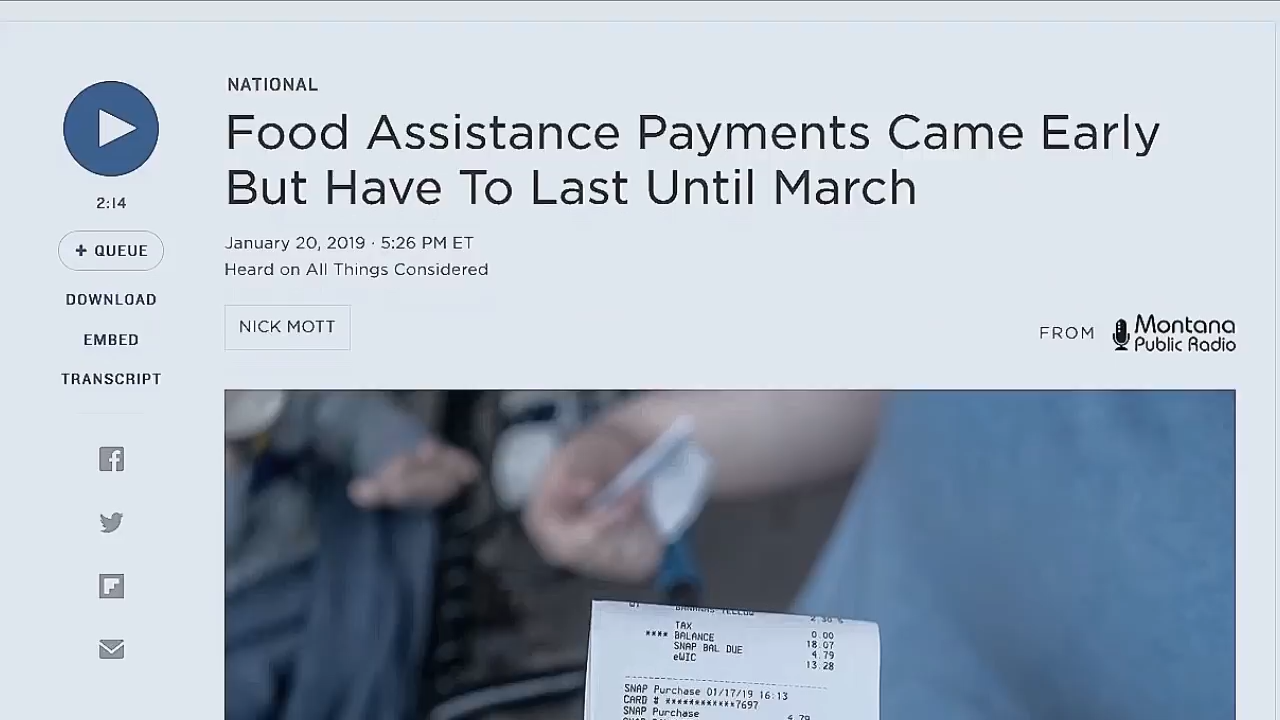 NATIONAL
Food Assistance Payments Came Early
But Have To Last Until March
2:14
+ QUEUE
January 20, 2019 · 5:26 PM ET
Heard on All Things Considered
DOWNLOAD
EMBED
TRANSCRIPT
NICK MOTT
FROM
Montana
Public Radio
TAX 0.00
**** BALANCE 18.07
SNAP BAL DUE 4.79
eWIC 13.28
SNAP Purchase 01/17/19 16:13
CARD # ************7697
SNAP Purchase 4.79